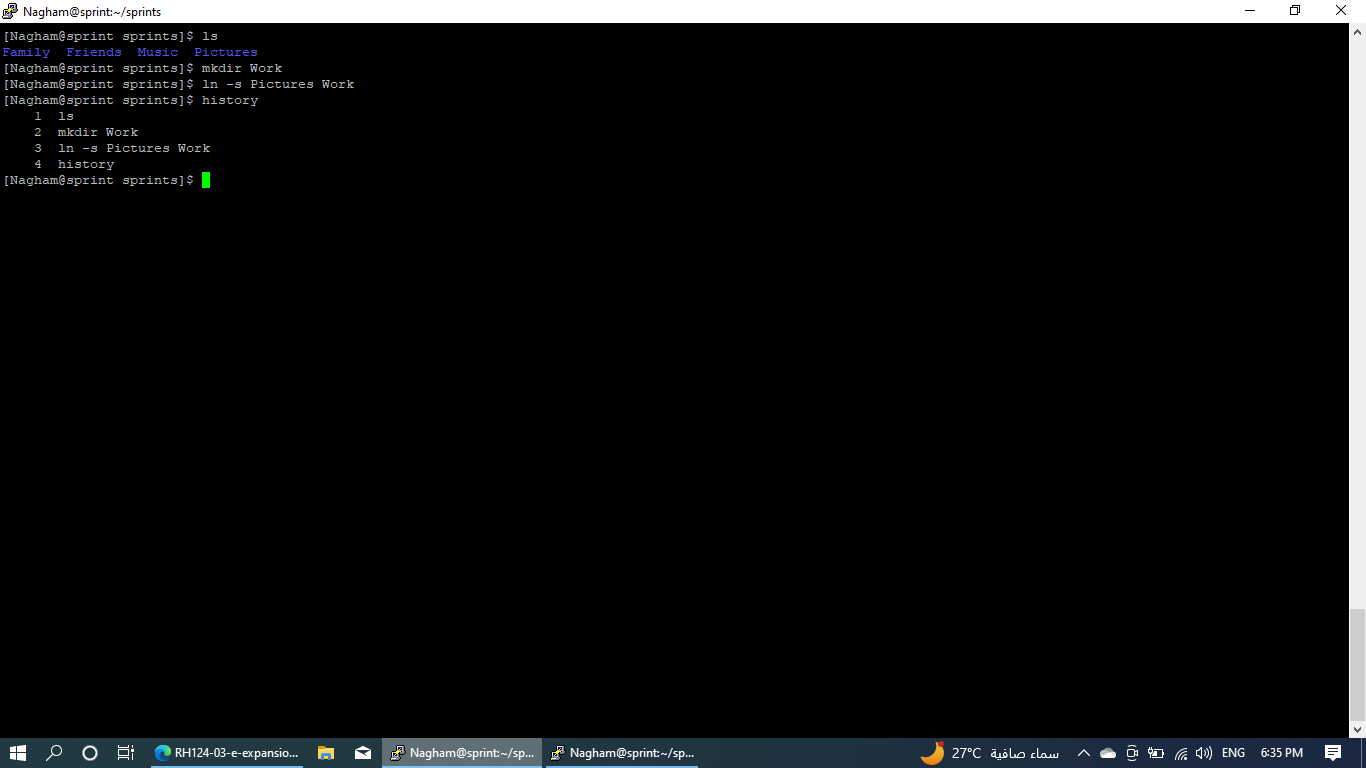 Nagham@sprint:~/sprints
[Nagham@sprint sprints]$ ls
Family  Friends  Music  Pictures
[Nagham@sprint sprints]$ mkdir Work
[Nagham@sprint sprints]$ ln -s Pictures Work
[Nagham@sprint sprints]$ history
    1  ls
    2  mkdir Work
    3  ln -s Pictures Work
    4  history
[Nagham@sprint sprints]$
RH124-03-e-expansio... Nagham@sprint:~/sp... Nagham@sprint:~/sp... 27°C سماء صافية ENG 6:35 PM